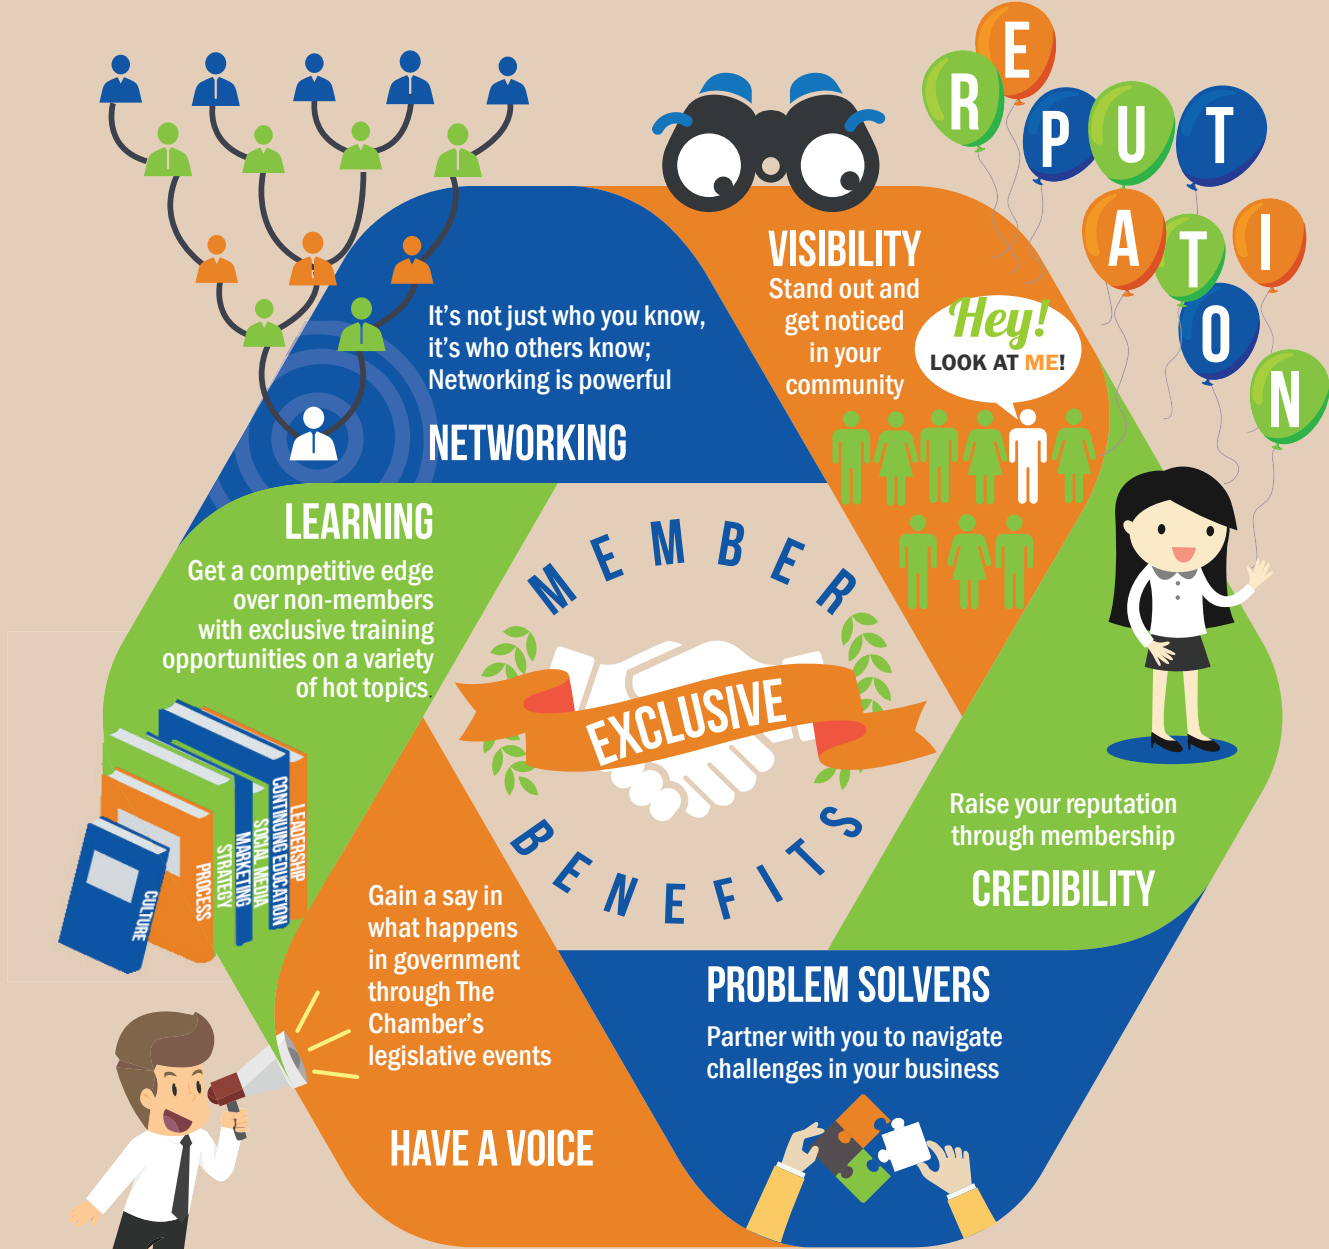 R
E
P
U
T
A
T
I
O
N
It's not just who you know,
it's who others know;
Networking is powerful
NETWORKING
VISIBILITY
Stand out and
get noticed
in your
community
Hey!
LOOK AT ME!
LEARNING
Get a competitive edge
over non-members
with exclusive training
opportunities on a variety
of hot topics.
LEADERSHIP
CONTINUING EDUCATION
SOCIAL MEDIA
MARKETING
STRATEGY
PROCESS
CULTURE
MEMBER
EXCLUSIVE
BENEFITS
Raise your reputation
through membership
CREDIBILITY
Gain a say in
what happens
in government
through The
Chamber's
legislative events
HAVE A VOICE
PROBLEM SOLVERS
Partner with you to navigate
challenges in your business